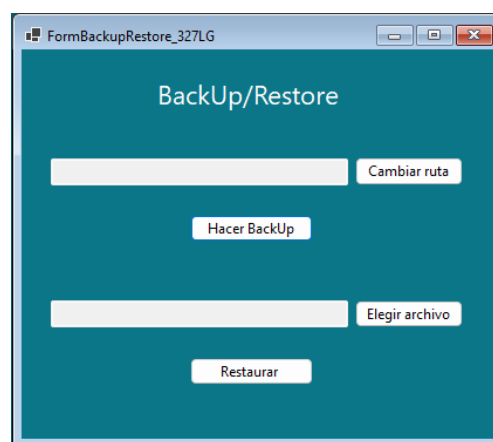 FormBackupRestore_327LG
BackUp/Restore
Cambiar ruta
Hacer BackUp
Elegir archivo
Restaurar